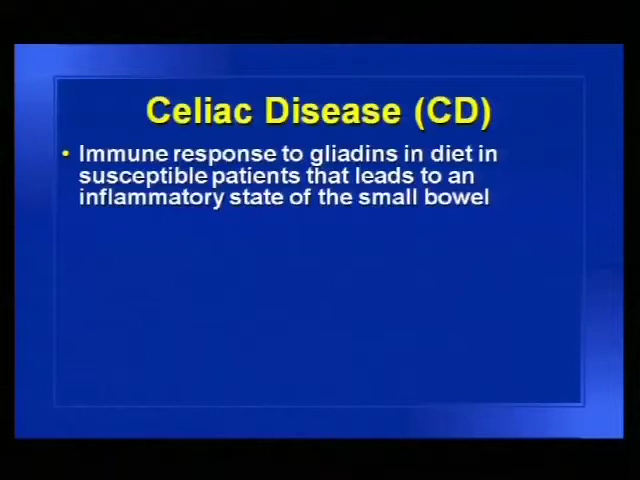 Celiac Disease (CD)
• Immune response to gliadins in diet in
susceptible patients that leads to an
inflammatory state of the small bowel